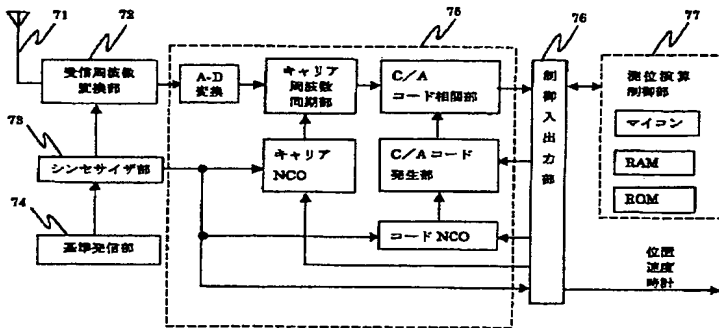 71
72
75
76
77
受信周波数
変換部
A-D
変換
キャリア
周波数
同期部
C/A
コード相関部
制御入出力部
測位演算
制御部
マイコン
RAM
ROM
73
シンセサイザ部
キャリア
NCO
C/Aコード
発生部
74
基準発信部
コードNCO
位置
速度
時計